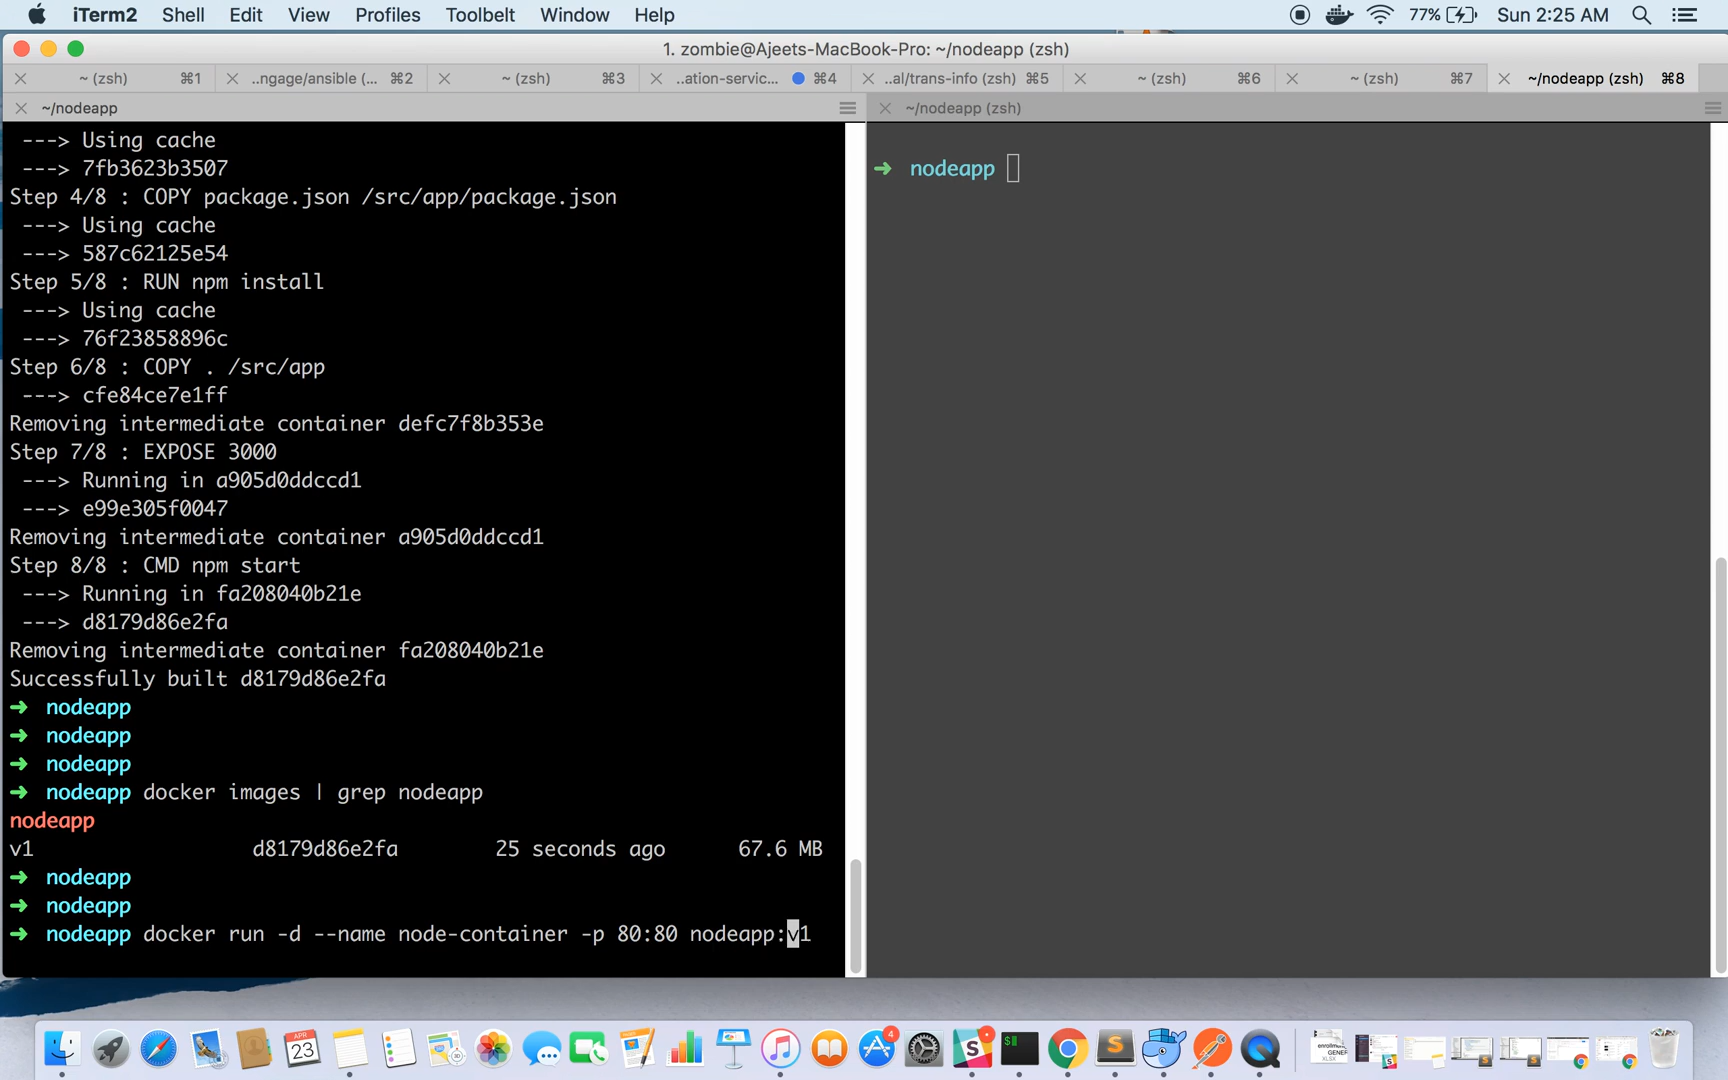 iTerm2 Shell Edit View Profiles Toolbelt Window Help 77% Sun 2:25 AM
1. zombie@Ajeets-MacBook-Pro: ~/nodeapp (zsh)
~ (zsh) ⌘1 ..ngage/ansible (... ⌘2 ~ (zsh) ⌘3 ..ation-servic... ⌘4 ..al/trans-info (zsh) ⌘5 ~ (zsh) ⌘6 ~ (zsh) ⌘7 ~/nodeapp (zsh) ⌘8
~/nodeapp ~/nodeapp (zsh)
---> Using cache
---> 7fb3623b3507
Step 4/8 : COPY package.json /src/app/package.json
---> Using cache
---> 587c62125e54
Step 5/8 : RUN npm install
---> Using cache
---> 76f23858896c
Step 6/8 : COPY . /src/app
---> cfe84ce7e1ff
Removing intermediate container defc7f8b353e
Step 7/8 : EXPOSE 3000
---> Running in a905d0ddccd1
---> e99e305f0047
Removing intermediate container a905d0ddccd1
Step 8/8 : CMD npm start
---> Running in fa208040b21e
---> d8179d86e2fa
Removing intermediate container fa208040b21e
Successfully built d8179d86e2fa
➜ nodeapp
➜ nodeapp
➜ nodeapp
➜ nodeapp docker images | grep nodeapp
nodeapp
v1 d8179d86e2fa 25 seconds ago 67.6 MB
➜ nodeapp
➜ nodeapp
➜ nodeapp docker run -d --name node-container -p 80:80 nodeapp:v1
➜ nodeapp
APR
23
4